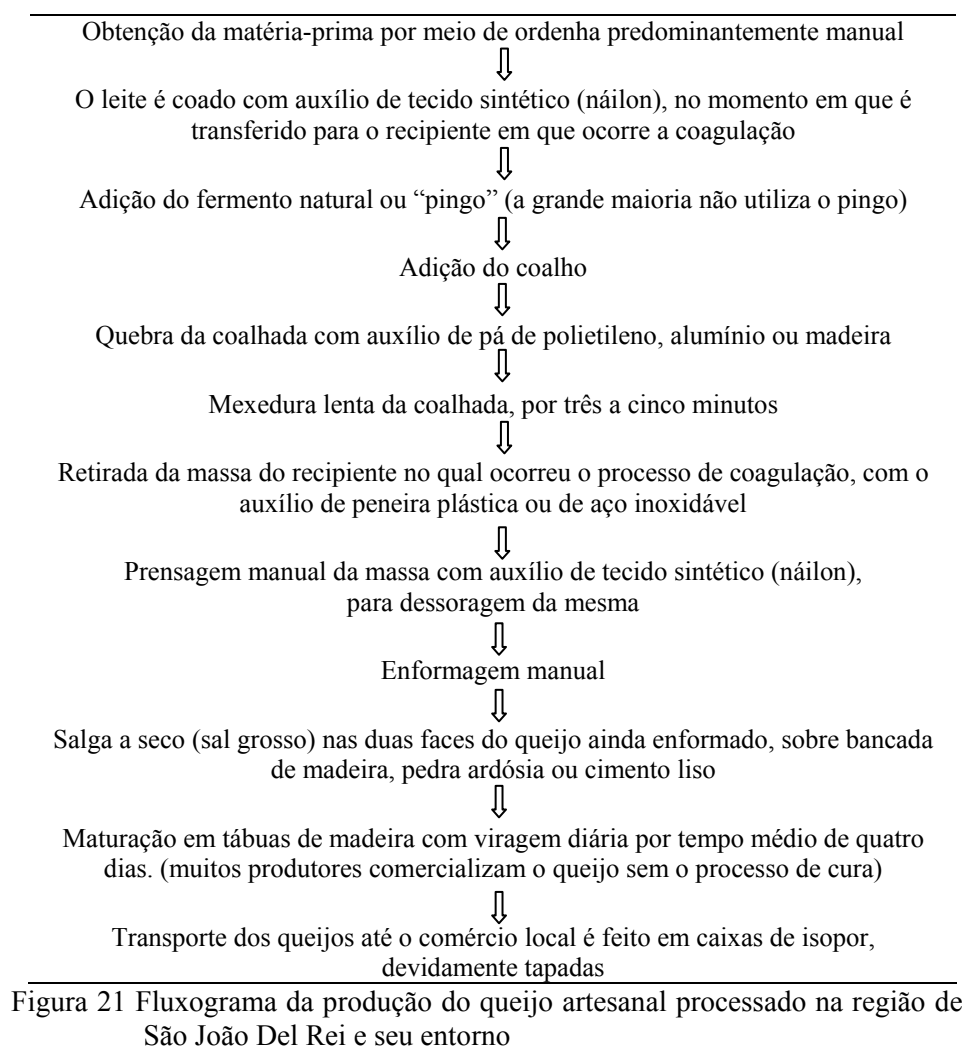 Obtenção da matéria-prima por meio de ordenha predominantemente manual
O leite é coado com auxílio de tecido sintético (náilon), no momento em que é
transferido para o recipiente em que ocorre a coagulação
Adição do fermento natural ou “pingo” (a grande maioria não utiliza o pingo)
Adição do coalho
Quebra da coalhada com auxílio de pá de polietileno, alumínio ou madeira
Mexedura lenta da coalhada, por três a cinco minutos
Retirada da massa do recipiente no qual ocorreu o processo de coagulação, com o
auxílio de peneira plástica ou de aço inoxidável
Prensagem manual da massa com auxílio de tecido sintético (náilon),
para dessoragem da mesma
Enformagem manual
Salga a seco (sal grosso) nas duas faces do queijo ainda enformado, sobre bancada
de madeira, pedra ardósia ou cimento liso
Maturação em tábuas de madeira com viragem diária por tempo médio de quatro
dias. (muitos produtores comercializam o queijo sem o processo de cura)
Transporte dos queijos até o comércio local é feito em caixas de isopor,
devidamente tapadas
Figura 21 Fluxograma da produção do queijo artesanal processado na região de
São João Del Rei e seu entorno